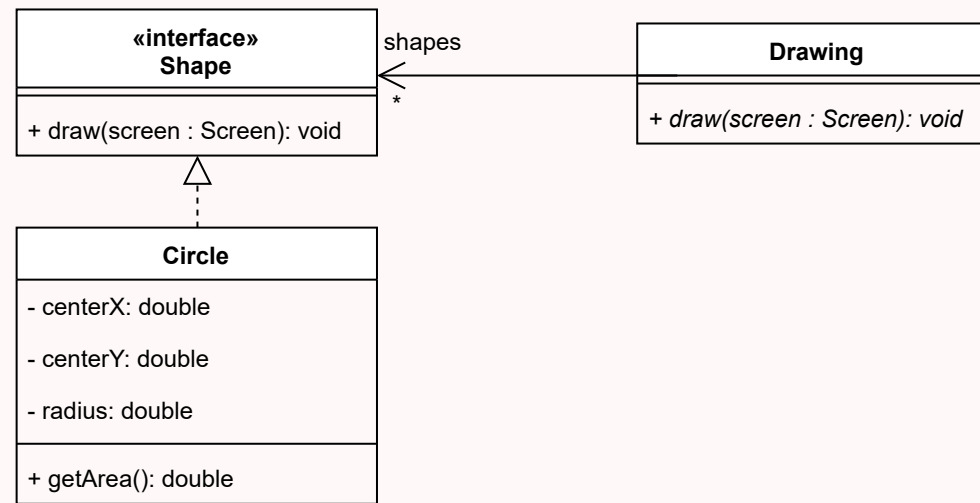 «interface»
Shape
+ draw(screen : Screen): void
shapes
*
Drawing
+ draw(screen : Screen): void
Circle
- centerX: double
- centerY: double
- radius: double
+ getArea(): double